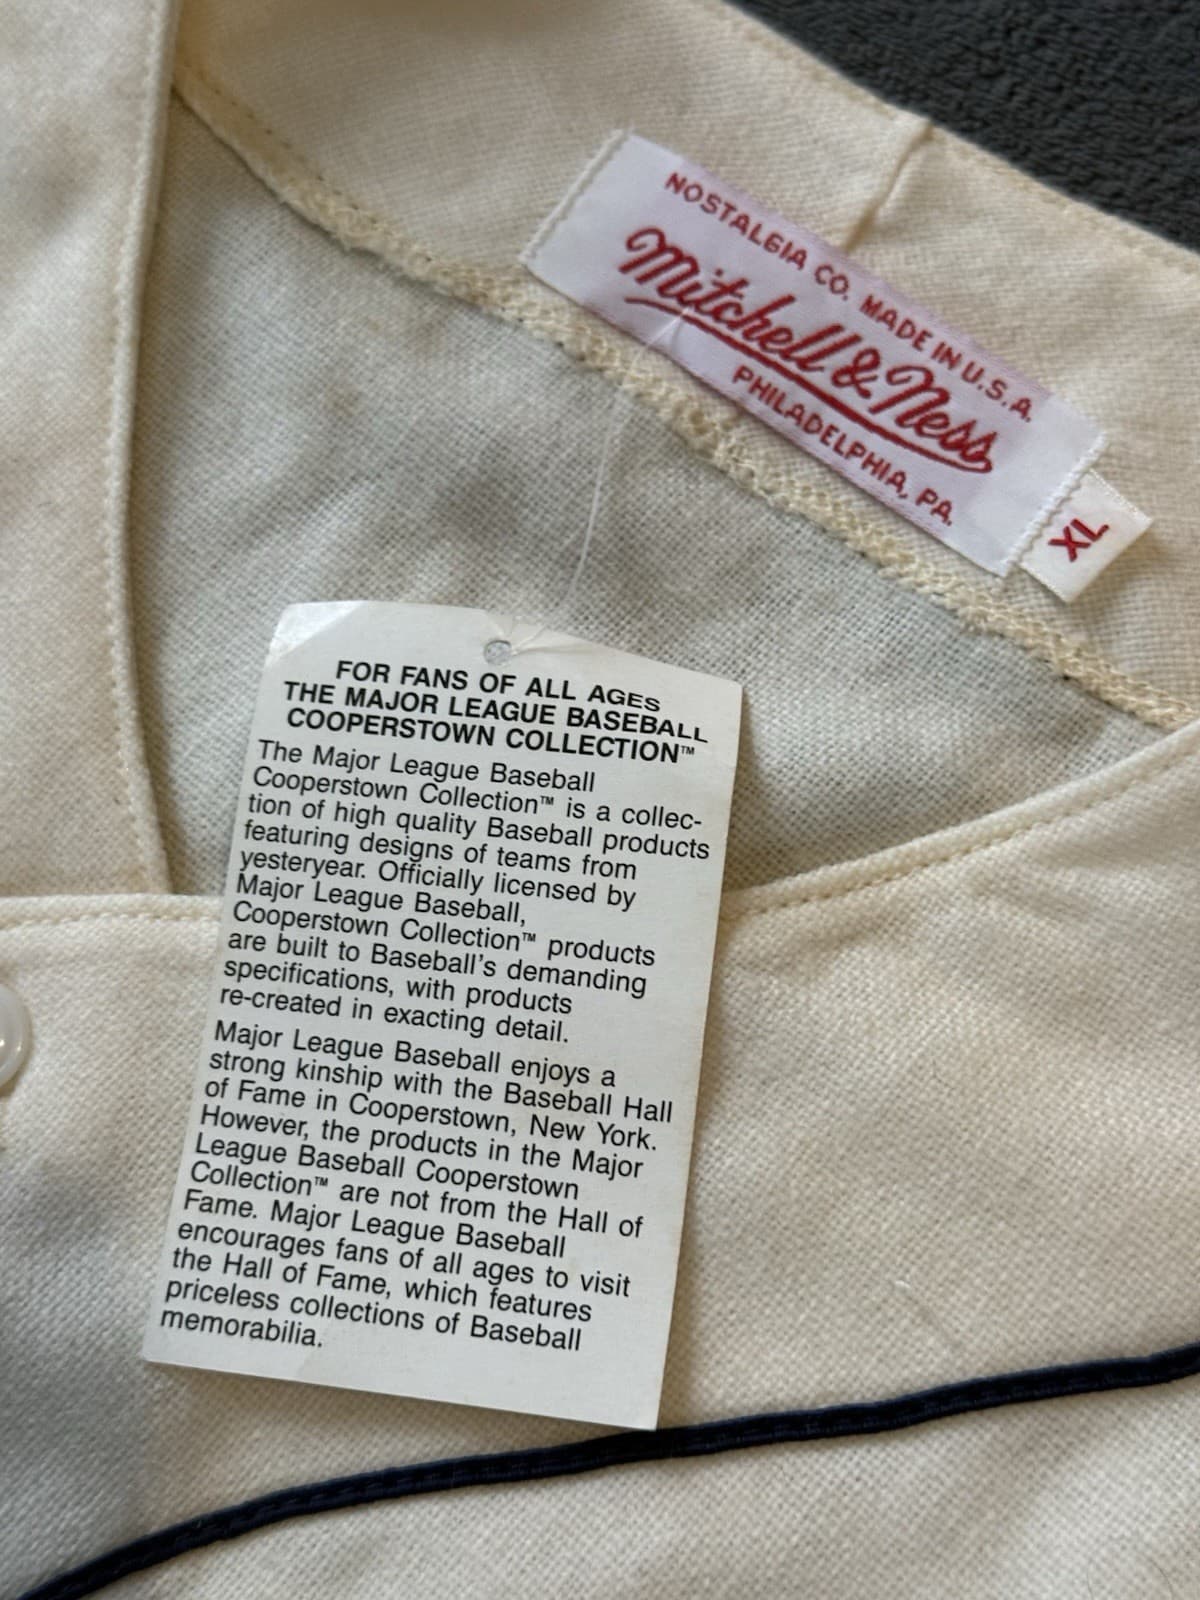 NOSTALGIA CO. MADE IN U.S.A.
Mitchell & Ness
PHILADELPHIA, PA.
XL
FOR FANS OF ALL AGES
THE MAJOR LEAGUE BASEBALL
COOPERSTOWN COLLECTION™
The Major League Baseball
Cooperstown Collection™ is a collec-
tion of high quality Baseball products
featuring designs of teams from
yesteryear. Officially licensed by
Major League Baseball,
Cooperstown Collection™ products
are built to Baseball's demanding
specifications, with products
re-created in exacting detail.
Major League Baseball enjoys a
strong kinship with the Baseball Hall
of Fame in Cooperstown, New York.
However, the products in the Major
League Baseball Cooperstown
Collection™ are not from the Hall of
Fame. Major League Baseball
encourages fans of all ages to visit
the Hall of Fame, which features
priceless collections of Baseball
memorabilia.